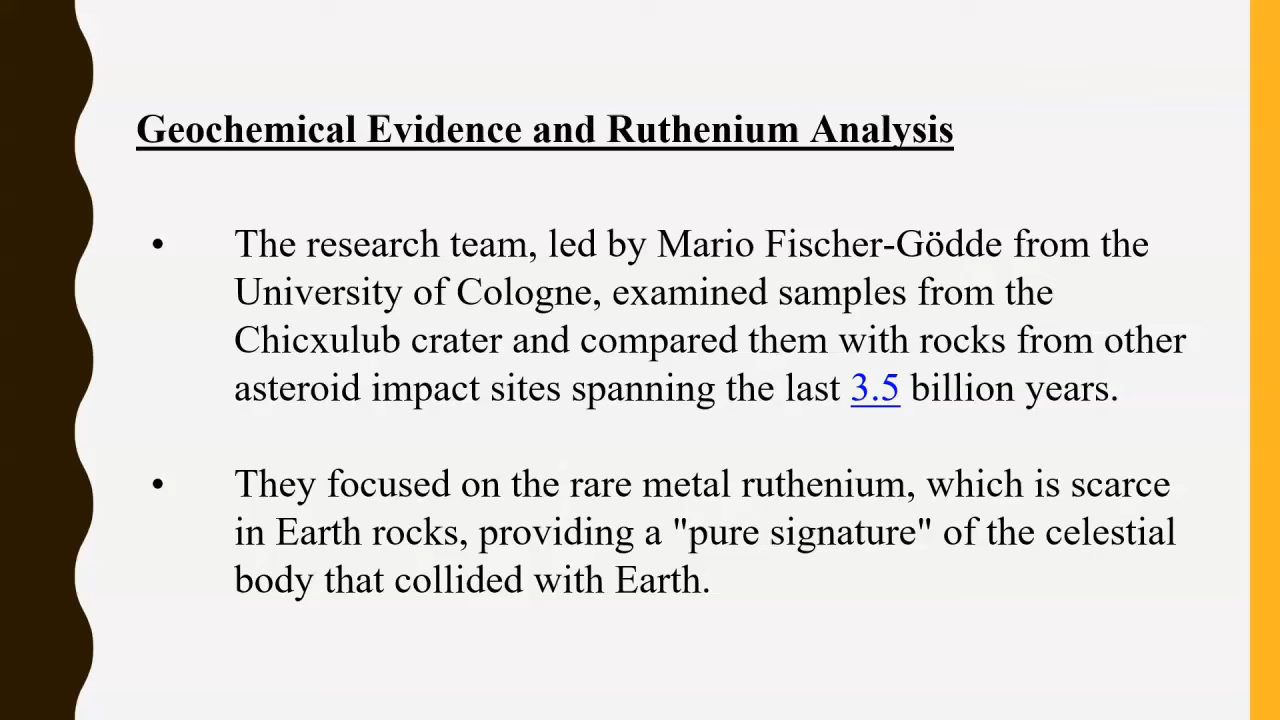 Geochemical Evidence and Ruthenium Analysis
• The research team, led by Mario Fischer-Gödde from the
University of Cologne, examined samples from the
Chicxulub crater and compared them with rocks from other
asteroid impact sites spanning the last 3.5 billion years.
• They focused on the rare metal ruthenium, which is scarce
in Earth rocks, providing a "pure signature" of the celestial
body that collided with Earth.